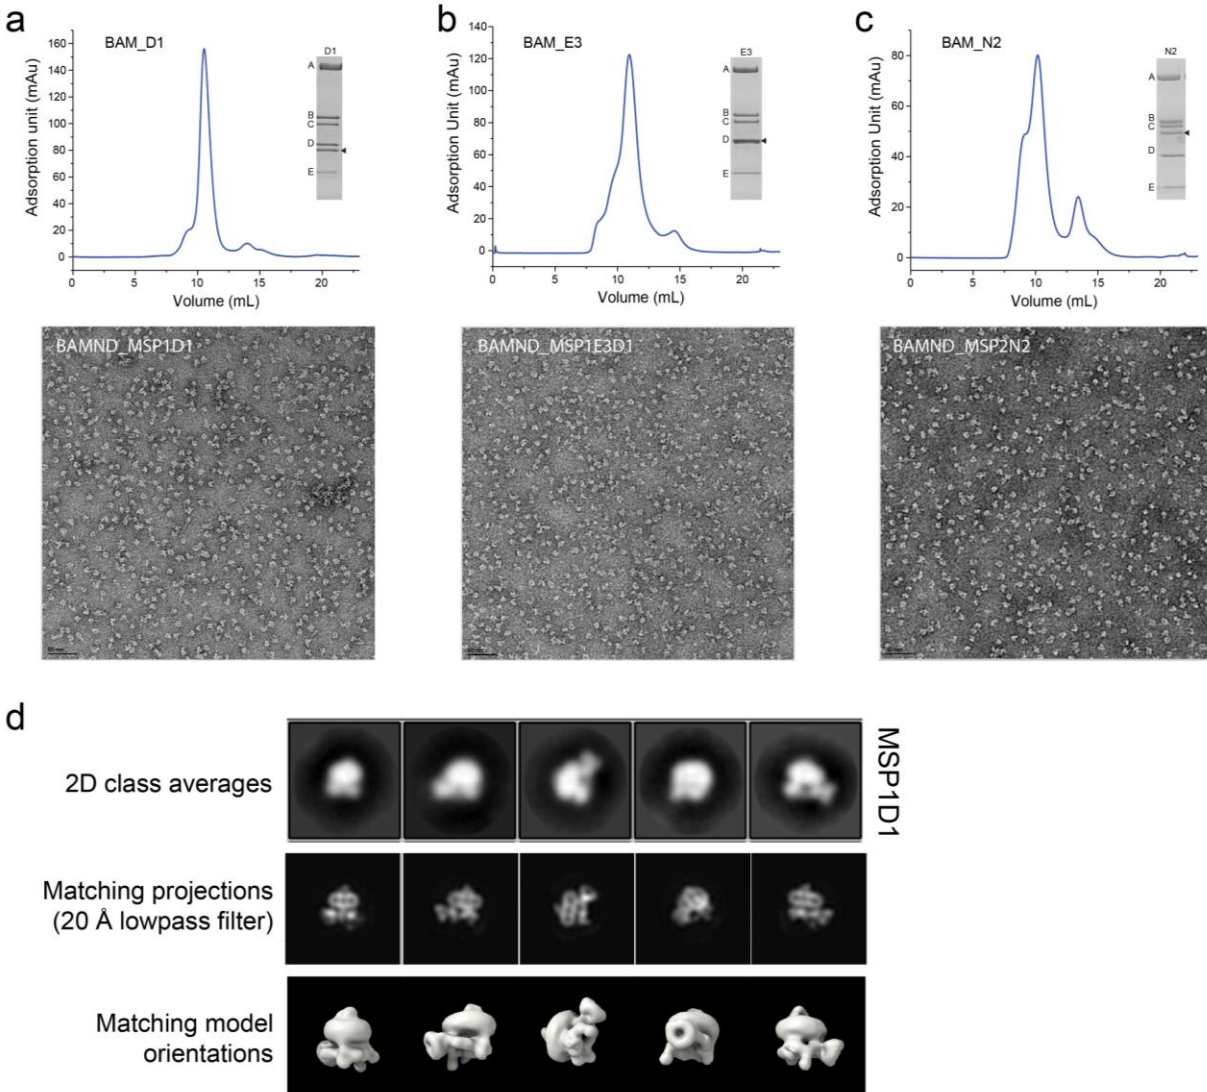 a
BAM_D1
D1
A
B
C
D
E
160
140
120
100
80
60
40
20
0
Adsorption unit (mAu)
0 5 10 15 20
Volume (mL)
b
BAM_E3
E3
A
B
C
D
E
140
120
100
80
60
40
20
0
Adsorption Unit (mAu)
0 5 10 15 20
Volume (mL)
c
BAM_N2
N2
A
B
C
D
E
80
60
40
20
0
Adsorption Unit (mAu)
0 5 10 15 20
Volume (mL)
BAMND_MSP1D1
BAMND_MSP1E3D1
BAMND_MSP2N2
d
2D class averages
MSP1D1
Matching projections
(20 Å lowpass filter)
Matching model
orientations